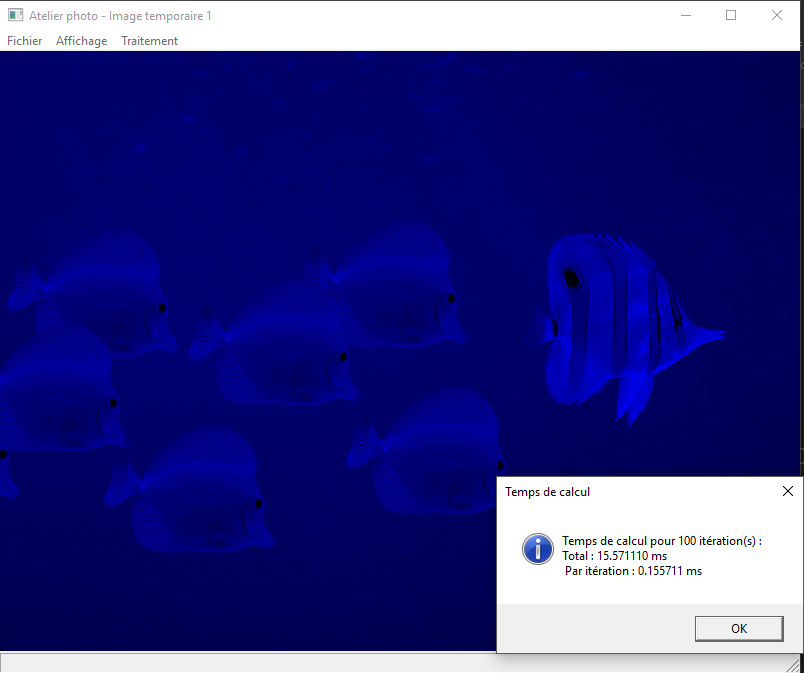 Atelier photo - Image temporaire 1
Fichier Affichage Traitement
Temps de calcul
Temps de calcul pour 100 itération(s) :
Total : 15.571110 ms
Par itération : 0.155711 ms
OK